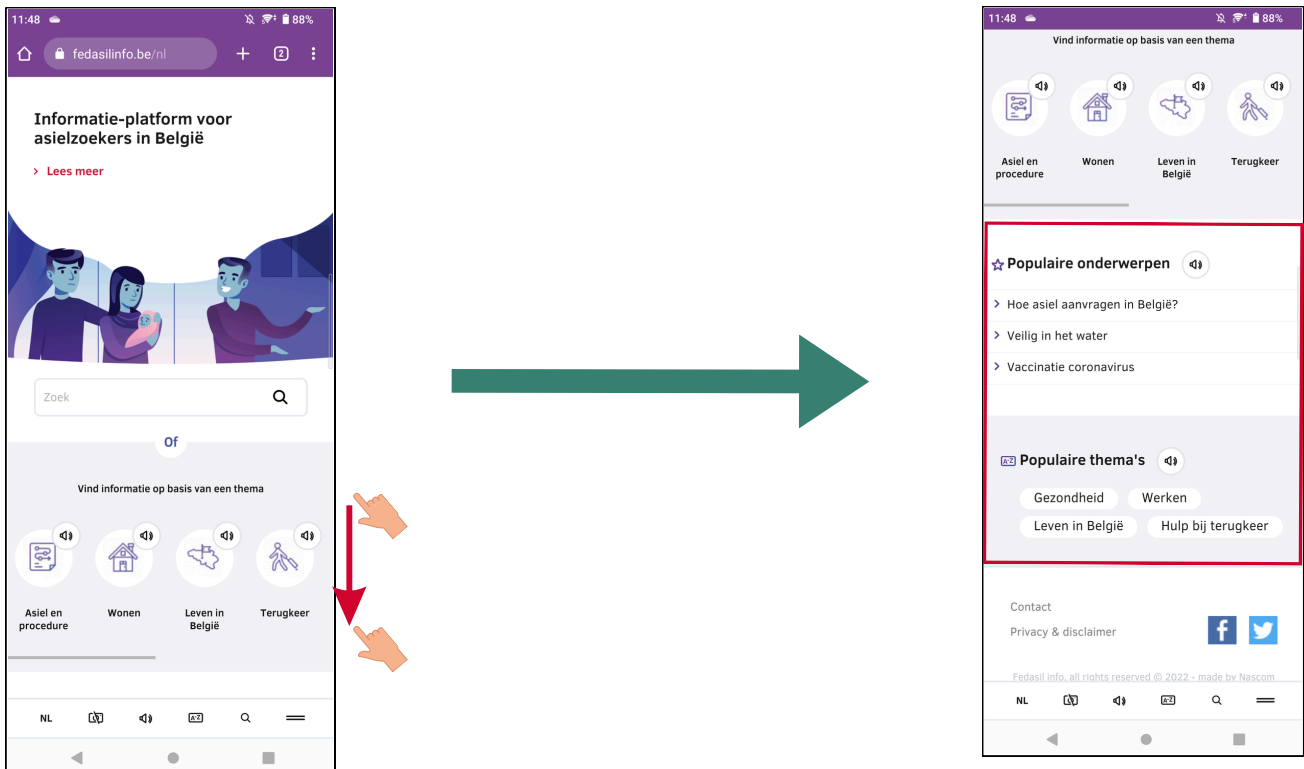 11:48
88%
fedasilinfo.be/nl
2
Informatie-platform voor
asielzoekers in België
Lees meer
Zoek
Of
Vind informatie op basis van een thema
Asiel en
procedure
Wonen
Leven in
België
Terugkeer
NL
A-Z
11:48
88%
Vind informatie op basis van een thema
Asiel en
procedure
Wonen
Leven in
België
Terugkeer
Populaire onderwerpen
Hoe asiel aanvragen in België?
Veilig in het water
Vaccinatie coronavirus
A-Z Populaire thema's
Gezondheid Werken
Leven in België Hulp bij terugkeer
Contact
Privacy & disclaimer
Fedasil info, all rights reserved © 2022 - made by Nascom
NL
A-Z